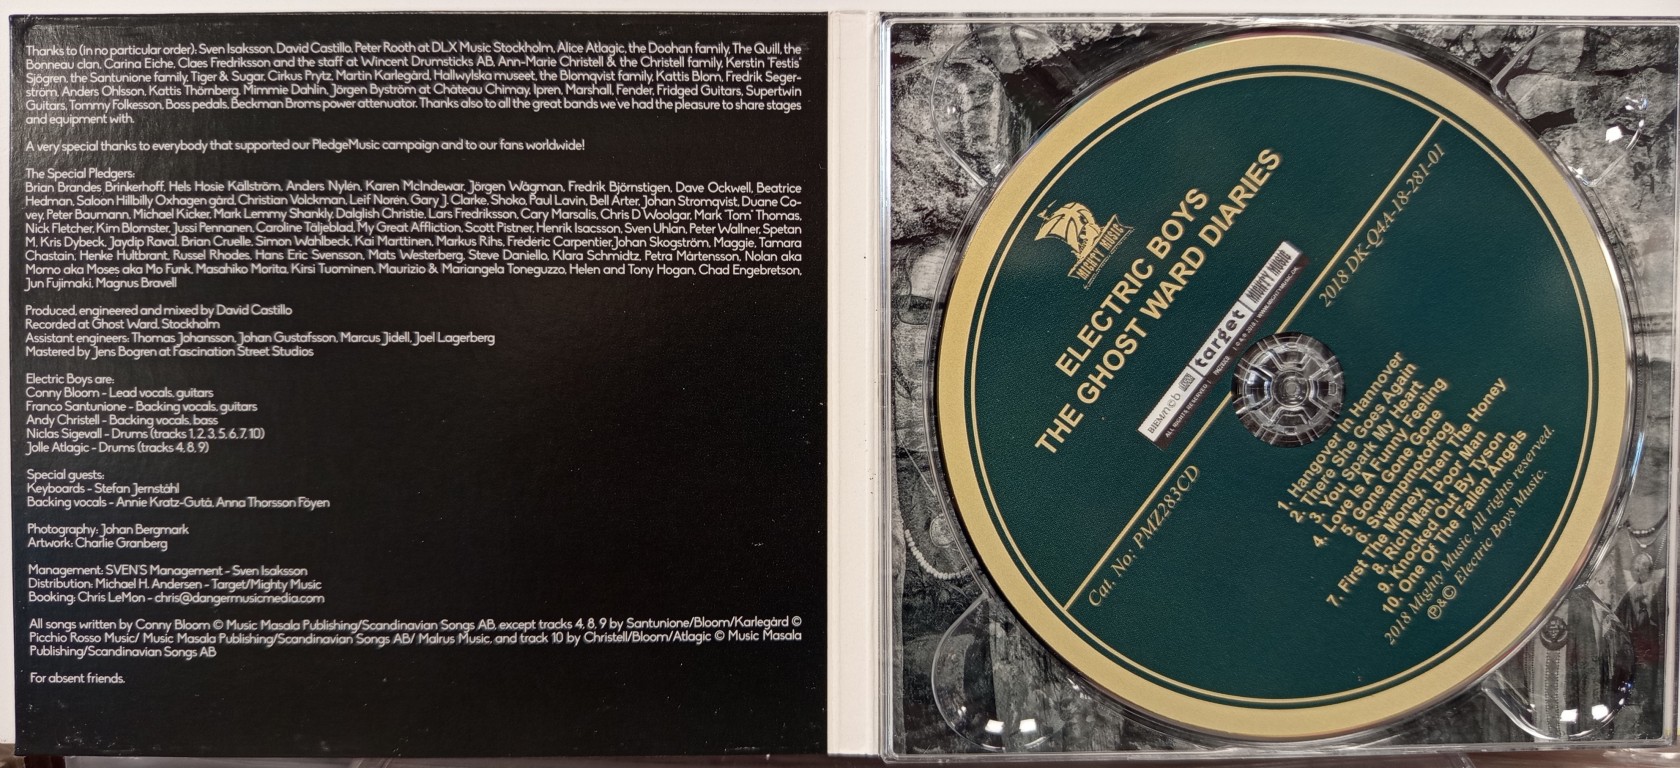 Thanks to (in no particular order): Sven Isaksson, David Castillo, Peter Rooth at DLX Music Stockholm, Alice Atlagic, the Doohan family, The Quill, the
Bonneau clan, Carina Eiche, Claes Fredriksson and the staff at Wincent Drumsticks AB, Ann-Marie Christell & the Christell family, Kerstin "Festis"
Sjögren, the Santunione family, Tiger & Sugar, Cirkus Prytz, Martin Karlegård, Hallwylska museet, the Blomqvist family, Kattis Blom, Fredrik Seger-
ström, Anders Ohlsson, Kattis Thörnberg, Mimmie Dahlin, Jörgen Byström at Château Chimay, Ipren, Marshall, Fender, Fridged Guitars, Supertwin
Guitars, Tommy Folkesson, Boss pedals, Beckman Broms power attenuator. Thanks also to all the great bands we've had the pleasure to share stages
and equipment with.
A very special thanks to everybody that supported our PledgeMusic campaign and to our fans worldwide!
The Special Pledgers:
Brian Brandes Brinkerhoff, Hels Hosie Källström, Anders Nylén, Karen McIndewar, Jörgen Wågman, Fredrik Björnstigen, Dave Ockwell, Beatrice
Hedman, Saloon Hillbilly Oxhagen gård, Christian Volckman, Leif Norén, Gary J. Clarke, Shoko, Paul Lavin, Bell Arter, Johan Stromqvist, Duane Co-
vey, Peter Baumann, Michael Kicker, Mark Lemmy Shankly, Dalglish Christie, Lars Fredriksson, Cary Marsalis, Chris D Woolgar, Mark "Tom" Thomas,
Nick Fletcher, Kim Blomster, Jussi Pennanen, Caroline Täljeblad, My Great Affliction, Scott Pistner, Henrik Isacsson, Sven Uhlan, Peter Wallner, Spetan
M, Kris Dybeck, Jaydip Raval, Brian Cruelle, Simon Wahlbeck, Kai Marttinen, Markus Rihs, Frédéric Carpentier, Johan Skogström, Maggie, Tamara
Chastain, Henke Hultbrant, Russel Rhodes, Hans Eric Svensson, Mats Westerberg, Steve Daniello, Klara Schmidtz, Petra Mårtensson, Nolan aka
Momo aka Moses aka Mo Funk, Masahiko Morita, Kirsi Tuominen, Maurizio & Mariangela Toneguzzo, Helen and Tony Hogan, Chad Engebretson,
Jun Fujimaki, Magnus Bravell
Produced, engineered and mixed by David Castillo
Recorded at Ghost Ward, Stockholm
Assistant engineers: Thomas Johansson, Johan Gustafsson, Marcus Jidell, Joel Lagerberg
Mastered by Jens Bogren at Fascination Street Studios
Electric Boys are:
Conny Bloom - Lead vocals, guitars
Franco Santunione - Backing vocals, guitars
Andy Christell - Backing vocals, bass
Niclas Sigevall - Drums (tracks 1,2,3,5,6,7,10)
Jolle Atlagic - Drums (tracks 4,8,9)
Special guests:
Keyboards - Stefan Jernståhl
Backing vocals - Annie Kratz-Gutå, Anna Thorsson Föyen
Photography: Johan Bergmark
Artwork: Charlie Granberg
Management: SVEN'S Management - Sven Isaksson
Distribution: Michael H. Andersen - Target/Mighty Music
Booking: Chris LeMon - chris@dangermusicmedia.com
All songs written by Conny Bloom © Music Masala Publishing/Scandinavian Songs AB, except tracks 4, 8, 9 by Santunione/Bloom/Karlegård ©
Picchio Rosso Music/ Music Masala Publishing/Scandinavian Songs AB/ Malrus Music, and track 10 by Christell/Bloom/Atlagic © Music Masala
Publishing/Scandinavian Songs AB
For absent friends.
MIGHTY MUSIC
ELECTRIC BOYS
THE GHOST WARD DIARIES
BIEM/ncb target MIGHTY MUSIC
ALL RIGHTS RESERVED
2018 DK-Q4A-18-281-01
Cat. No: PMZ283CD
1. Hangover In Hannover
2. There She Goes Again
3. You Spark My Heart
4. Love Is A Funny Feeling
5. Gone Gone Gone
6. Swampmotofrog
7. First The Money, Then The Honey
8. Rich Man, Poor Man
9. Knocked Out By Tyson
10. One Of The Fallen Angels
2018 Mighty Music All rights reserved.
℗&© Electric Boys Music.